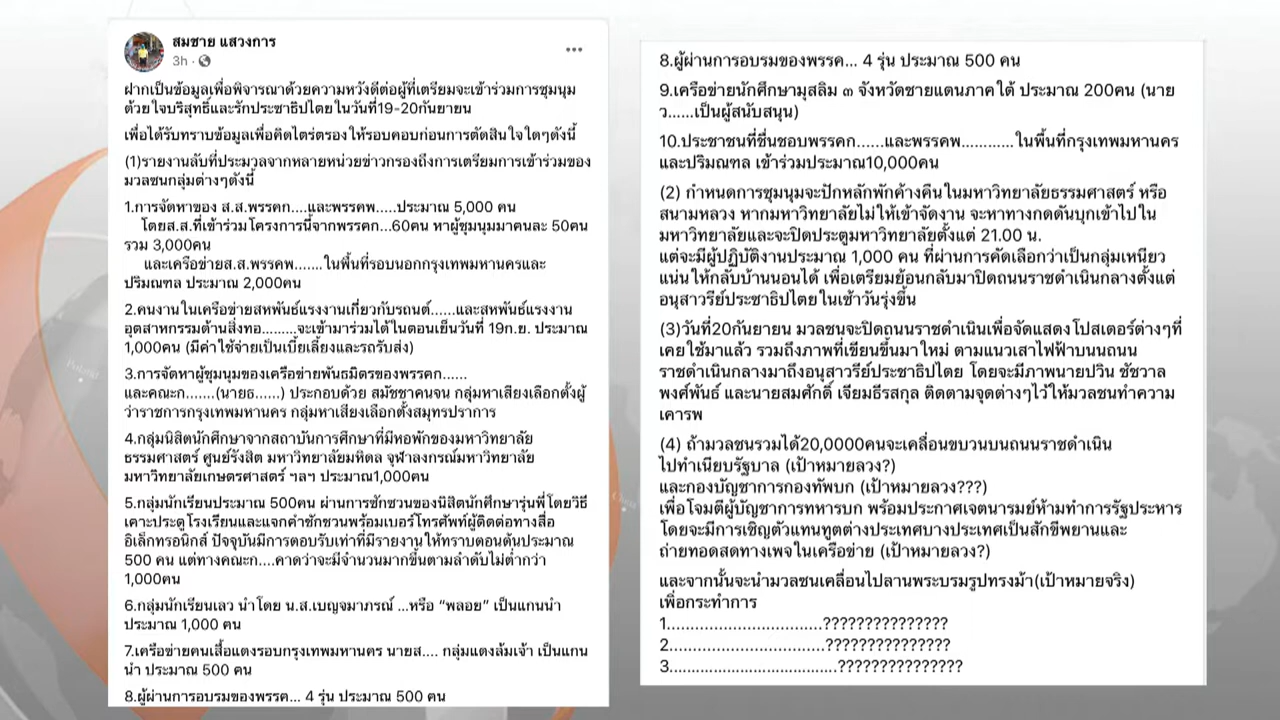 สมชาย แสวงการ
3h
ฝากเป็นข้อมูลเพื่อพิจารณาด้วยความหวังดีต่อผู้ที่เตรียมจะเข้าร่วมการชุมนุม
ด้วยใจบริสุทธิ์และรักประชาธิปไตยในวันที่19-20กันยายน
เพื่อได้รับทราบข้อมูลเพื่อคิดไตร่ตรองให้รอบคอบก่อนการตัดสินใจใดๆดังนี้
(1)รายงานลับที่ประมวลจากหลายหน่วยข่าวกรองถึงการเตรียมการเข้าร่วมของ
มวลชนกลุ่มต่างๆดังนี้
1.การจัดหาของ ส.ส.พรรคก....และพรรคพ.....ประมาณ 5,000 คน
โดยส.ส.ที่เข้าร่วมโครงการนี้จากพรรคก...60คน หาผู้ชุมนุมมาคนละ 50คน
รวม 3,000คน
และเครือข่ายส.ส.พรรคพ.......ในพื้นที่รอบนอกกรุงเทพมหานครและ
ปริมณฑล ประมาณ 2,000คน
2.คนงานในเครือข่ายสหพันธ์แรงงานเกี่ยวกับรถนต์......และสหพันธ์แรงงาน
อุตสาหกรรมด้านสิ่งทอ.........จะเข้ามาร่วมได้ในตอนเย็นวันที่ 19ก.ย. ประมาณ
1,000คน (มีค่าใช้จ่ายเป็นเบี้ยเลี้ยงและรถรับส่ง)
3.การจัดหาผู้ชุมนุมของเครือข่ายพันธมิตรของพรรคก......
และคณะก.......(นายธ......) ประกอบด้วย สมัชชาคนจน กลุ่มหาเสียงเลือกตั้งผู้
ว่าราชการกรุงเทพมหานคร กลุ่มหาเสียงเลือกตั้งสมุทรปราการ
4.กลุ่มนิสิตนักศึกษาจากสถาบันการศึกษาที่มีหอพักของมหาวิทยาลัย
ธรรมศาสตร์ ศูนย์รังสิต มหาวิทยาลัยมหิดล จุฬาลงกรณ์มหาวิทยาลัย
มหาวิทยาลัยเกษตรศาสตร์ ฯลฯ ประมาณ1,000คน
5.กลุ่มนักเรียนประมาณ 500คน ผ่านการชักชวนของนิสิตนักศึกษารุ่นพี่โดยวิธี
เคาะประตูโรงเรียนและแจกคำชักชวนพร้อมเบอร์โทรศัพท์ผู้ติดต่อทางสื่อ
อิเล็กทรอนิกส์ ปัจจุบันมีการตอบรับเท่าที่มีรายงานให้ทราบตอนต้นประมาณ
500 คน แต่ทางคณะก....คาดว่าจะมีจำนวนมากขึ้นตามลำดับไม่ต่ำกว่า
1,000คน
6.กลุ่มนักเรียนเลว นำโดย น.ส.เบญจมาภรณ์ ...หรือ “พลอย” เป็นแกนนำ
ประมาณ 1,000 คน
7.เครือข่ายคนเสื้อแดงรอบกรุงเทพมหานคร นายส.... กลุ่มแดงล้มเจ้า เป็นแกน
นำ ประมาณ 500 คน
8.ผู้ผ่านการอบรมของพรรค... 4 รุ่น ประมาณ 500 คน
8.ผู้ผ่านการอบรมของพรรค... 4 รุ่น ประมาณ 500 คน
9.เครือข่ายนักศึกษามุสลิม ๓ จังหวัดชายแดนภาคใต้ ประมาณ 200คน (นาย
ว......เป็นผู้สนับสนุน)
10.ประชาชนที่ชื่นชอบพรรคก......และพรรคพ............ในพื้นที่กรุงเทพมหานคร
และปริมณฑล เข้าร่วมประมาณ10,000คน
(2) กำหนดการชุมนุมจะปักหลักพักค้างคืนในมหาวิทยาลัยธรรมศาสตร์ หรือ
สนามหลวง หากมหาวิทยาลัยไม่ให้เข้าจัดงาน จะหาทางกดดันบุกเข้าไปใน
มหาวิทยาลัยและจะปิดประตูมหาวิทยาลัยตั้งแต่ 21.00 น.
แต่จะมีผู้ปฏิบัติงานประมาณ 1,000 คน ที่ผ่านการคัดเลือกว่าเป็นกลุ่มเหนียว
แน่นให้กลับบ้านนอนได้ เพื่อเตรียมย้อนกลับมาปิดถนนราชดำเนินกลางตั้งแต่
อนุสาวรีย์ประชาธิปไตยในเช้าวันรุ่งขึ้น
(3)วันที่20กันยายน มวลชนจะปิดถนนราชดำเนินเพื่อจัดแสดงโปสเตอร์ต่างๆที่
เคยใช้มาแล้ว รวมถึงภาพที่เขียนขึ้นมาใหม่ ตามแนวเสาไฟฟ้าบนนถนน
ราชดำเนินกลางมาถึงอนุสาวรีย์ประชาธิปไตย โดยจะมีภาพนายปวิน ชัชวาล
พงศ์พันธ์ และนายสมศักดิ์ เจียมธีรสกุล ติดตามจุดต่างๆไว้ให้มวลชนทำความ
เคารพ
(4) ถ้ามวลชนรวมได้20,0000คนจะเคลื่อนขบวนบนถนนราชดำเนิน
ไปทำเนียบรัฐบาล (เป้าหมายลวง?)
และกองบัญชาการกองทัพบก (เป้าหมายลวง???)
เพื่อโจมตีผู้บัญชาการทหารบก พร้อมประกาศเจตนารมย์ห้ามทำการรัฐประหาร
โดยจะมีการเชิญตัวแทนทูตต่างประเทศบางประเทศเป็นสักขีพยานและ
ถ่ายทอดสดทางเพจในเครือข่าย (เป้าหมายลวง?)
และจากนั้นจะนำมวลชนเคลื่อนไปลานพระบรมรูปทรงม้า(เป้าหมายจริง)
เพื่อกระทำการ
1.................................???????????????
2.................................???????????????
3.....................................???????????????